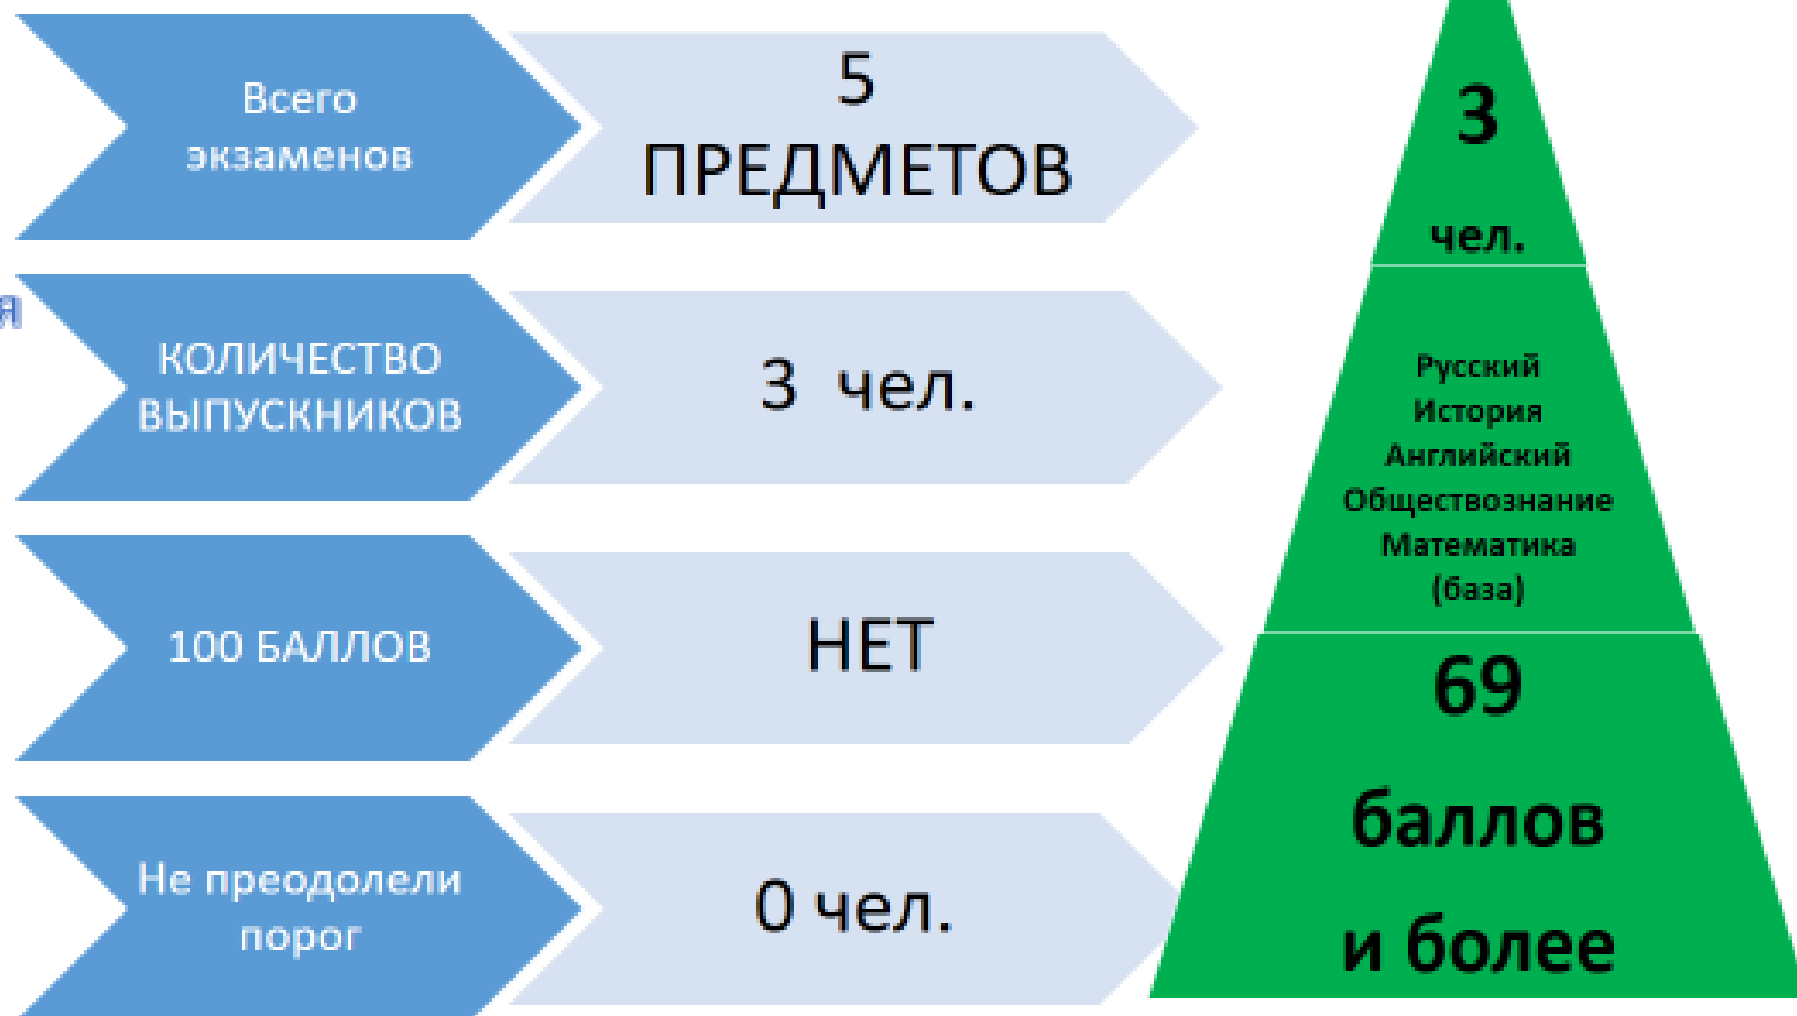 Всего
экзаменов
5
ПРЕДМЕТОВ
я
КОЛИЧЕСТВО
ВЫПУСКНИКОВ
3 чел.
100 БАЛЛОВ
НЕТ
Не преодолели
порог
0 чел.
3
чел.
Русский
История
Английский
Обществознание
Математика
(база)
69
баллов
и более